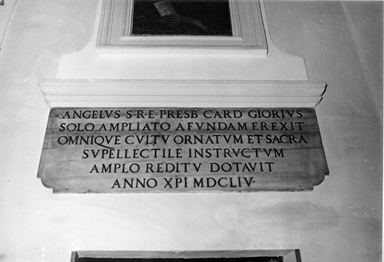 ANGELVS S·R·E·PRESB CARD GIORIVS
SOLO AMPLIATO A FVNDAM EREXIT
OMNIQVE CVLTV ORNATVM ET SACRA
SVPELLECTILE INSTRVCTVM
AMPLO REDITV DOTAVIT
ANNO XPI MDCLIV·